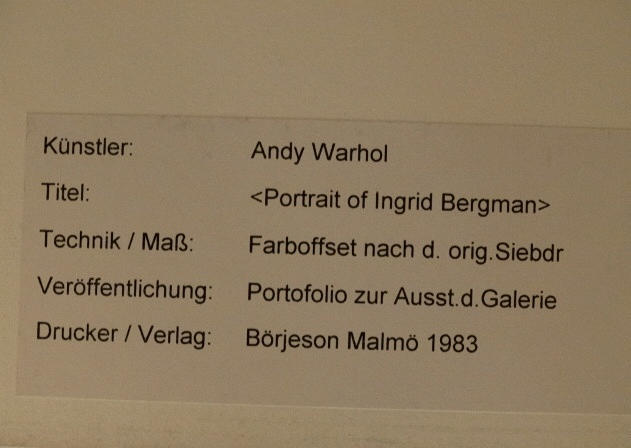 Künstler: Andy Warhol
Titel: <Portrait of Ingrid Bergman>
Technik / Maß: Farboffset nach d. orig.Siebdr
Veröffentlichung: Portofolio zur Ausst.d.Galerie
Drucker / Verlag: Börjeson Malmö 1983